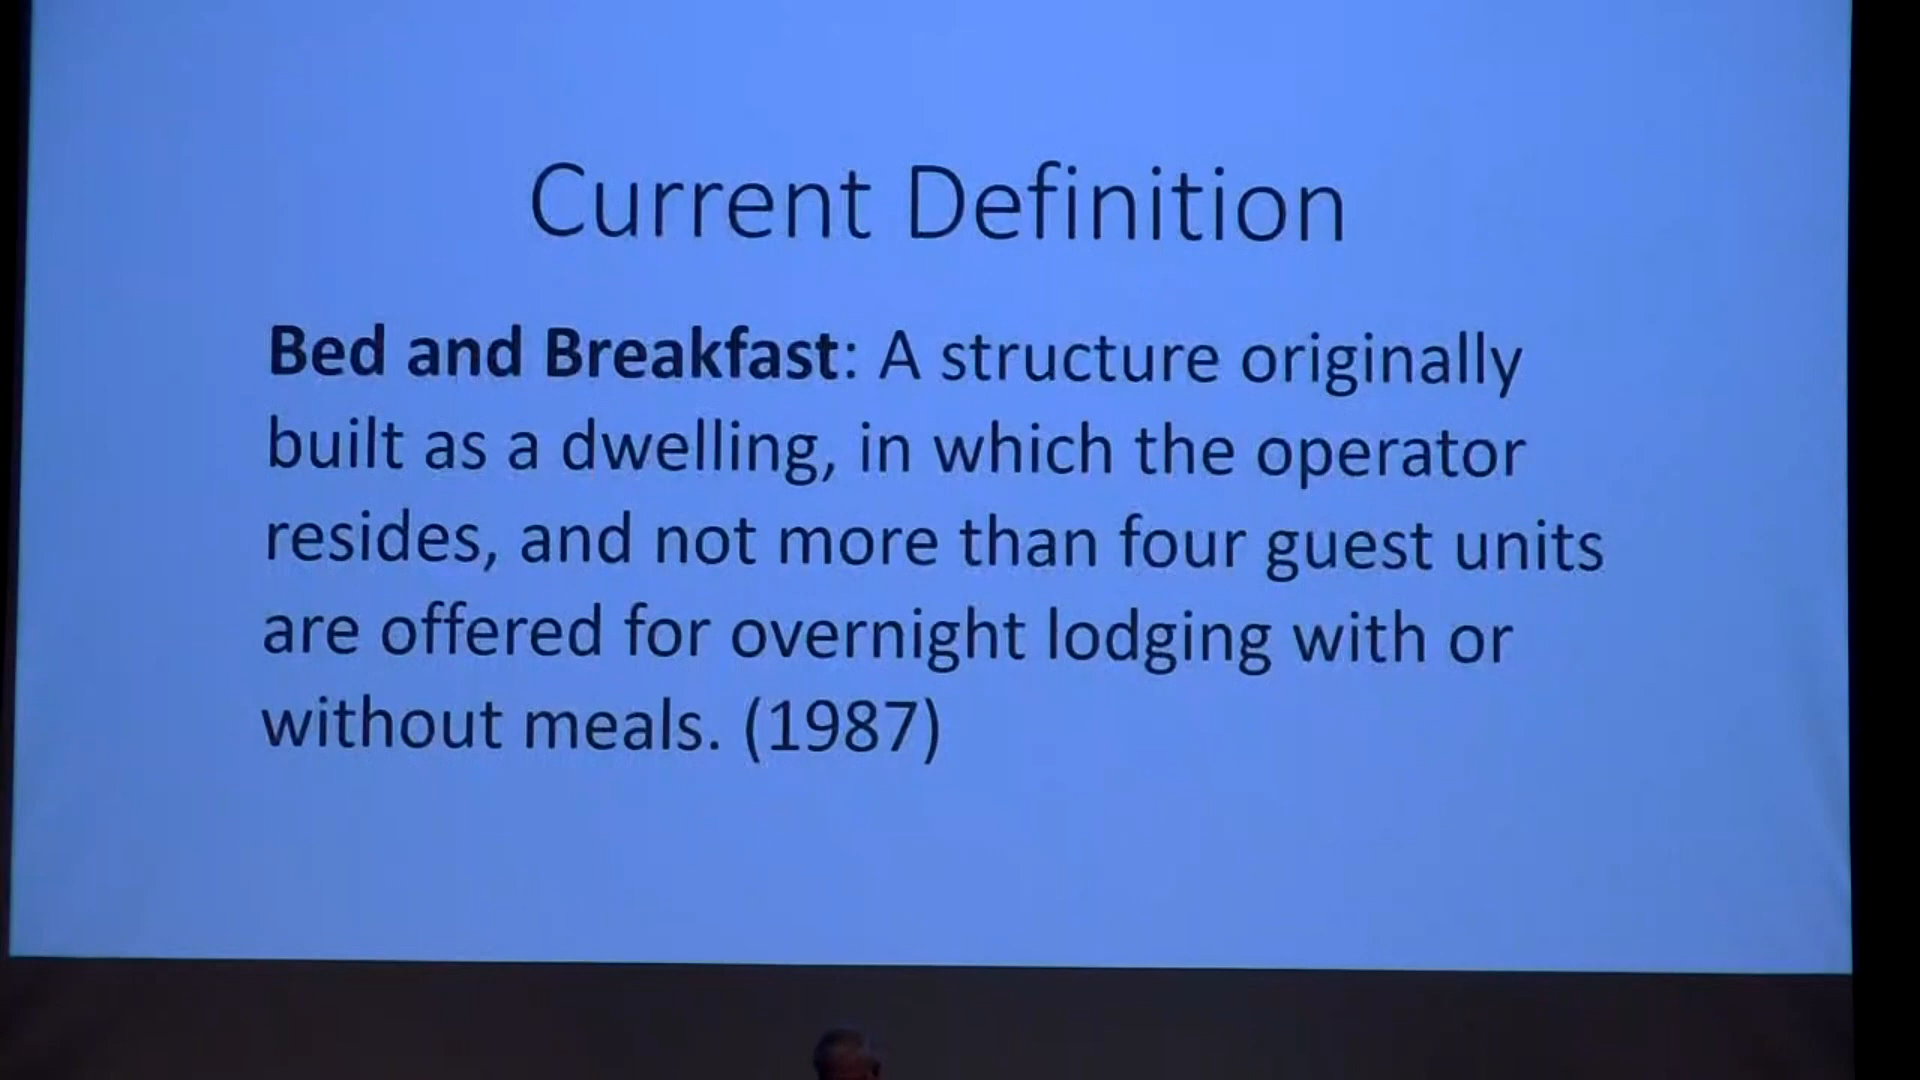 Current Definition
Bed and Breakfast: A structure originally
built as a dwelling, in which the operator
resides, and not more than four guest units
are offered for overnight lodging with or
without meals. (1987)